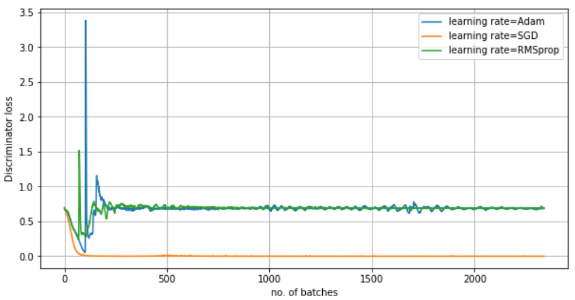 3.5
3.0
2.5
2.0
1.5
1.0
0.5
0.0
Discriminator loss
learning rate=Adam
learning rate=SGD
learning rate=RMSprop
0 500 1000 1500 2000
no. of batches